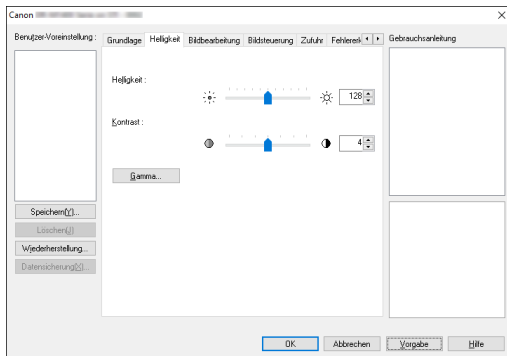 Canon
Benutzer-Voreinstellung :
Grundlage Helligkeit Bildbearbeitung Bildsteuerung Zufuhr Fehlererk
Gebrauchsanleitung
Helligkeit :
128
Kontrast :
4
Gamma...
Speichern(Y)...
Löschen(J)
Wiederherstellung...
Datensicherung(X)...
OK Abbrechen Vorgabe Hilfe